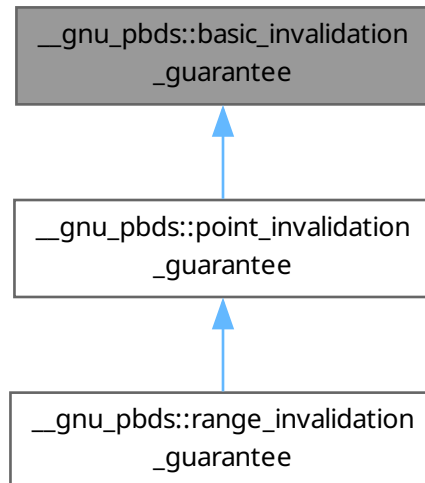 __gnu_pbds::basic_invalidation
_guarantee
__gnu_pbds::point_invalidation
_guarantee
__gnu_pbds::range_invalidation
_guarantee